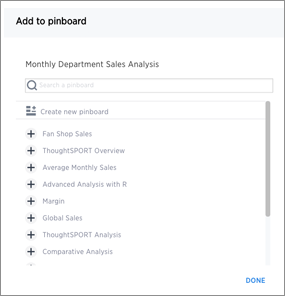 Add to pinboard
Monthly Department Sales Analysis
Search a pinboard
Create new pinboard
Fan Shop Sales
ThoughtSPORT Overview
Average Monthly Sales
Advanced Analysis with R
Margin
Global Sales
ThoughtSPORT Analysis
Comparative Analysis
DONE